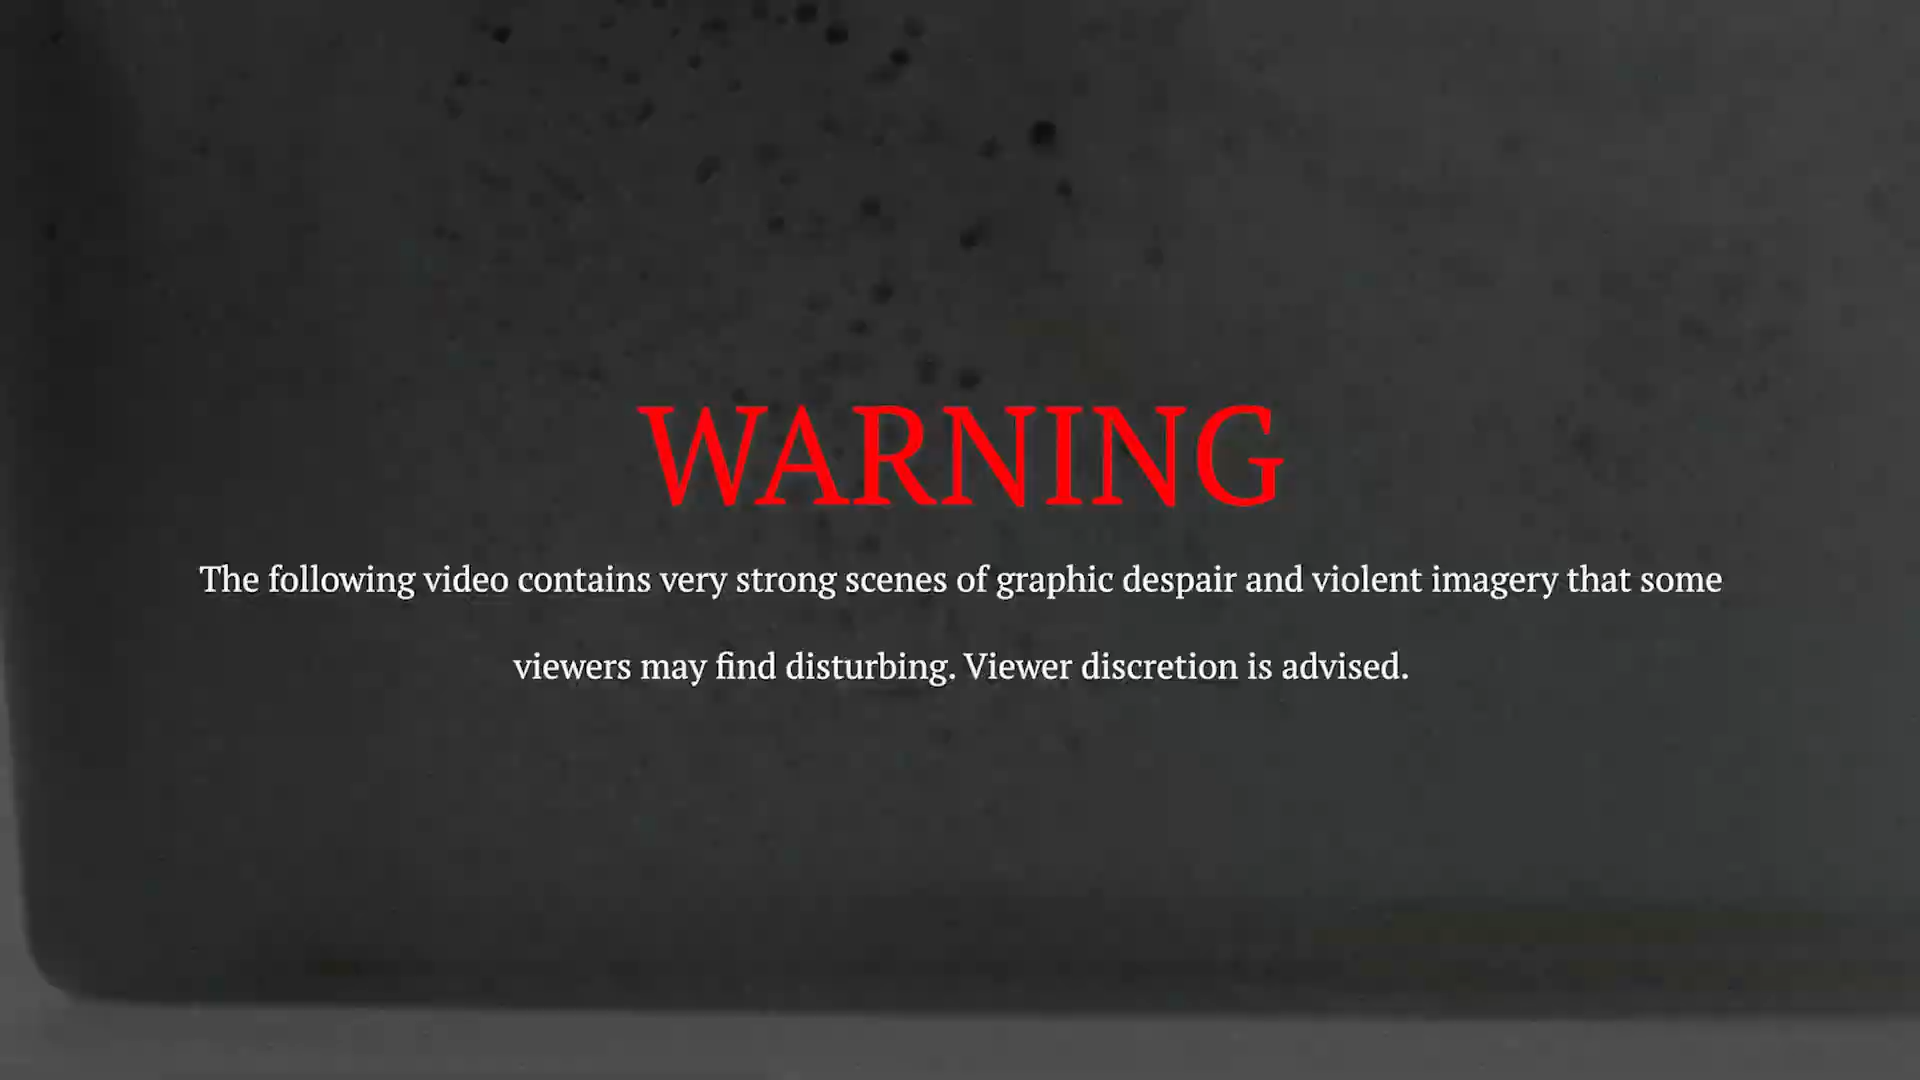 WARNING
The following video contains very strong scenes of graphic despair and violent imagery that some
viewers may find disturbing. Viewer discretion is advised.